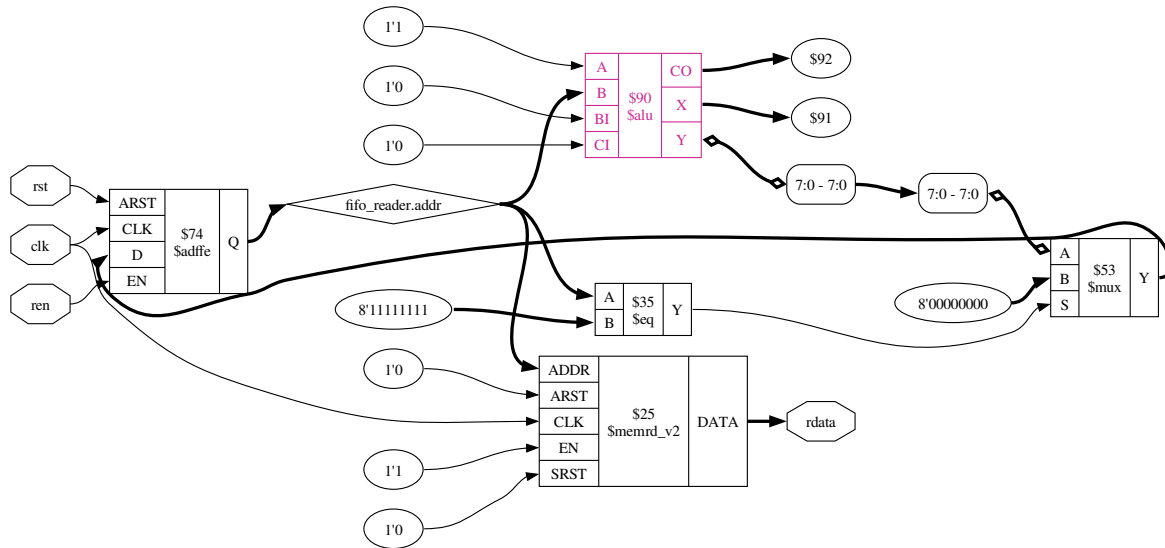 1'1
1'0
1'0
A
B
BI
CI
$90
$alu
CO
X
Y
$92
$91
7:0 - 7:0
7:0 - 7:0
rst
clk
ren
ARST
CLK
D
EN
$74
$adffe
Q
fifo_reader.addr
8'11111111
A
B
$35
$eq
Y
8'00000000
A
B
S
$53
$mux
Y
1'0
1'1
1'0
ADDR
ARST
CLK
EN
SRST
$25
$memrd_v2
DATA
rdata